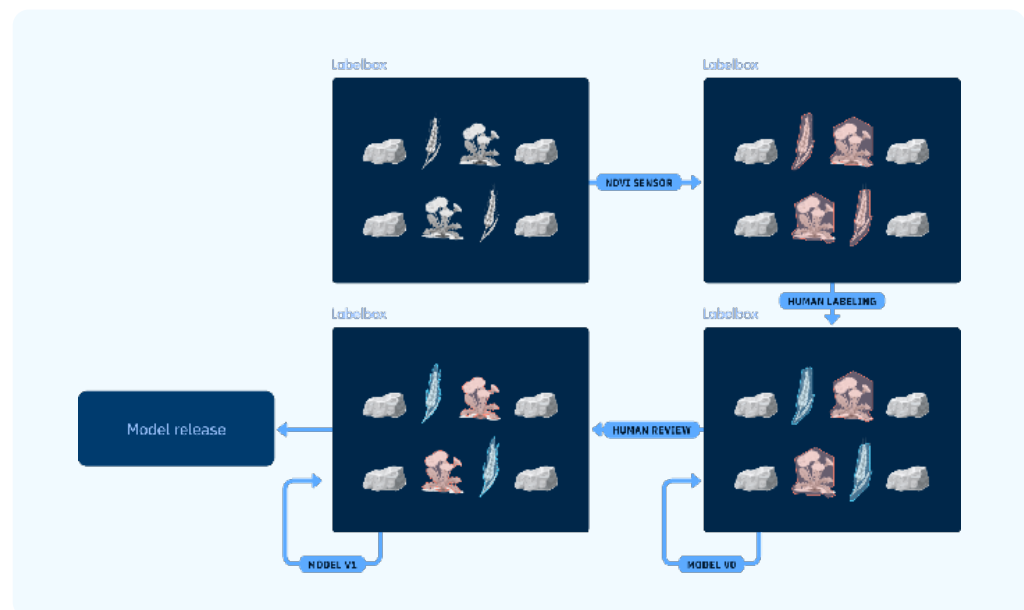 Labelbox
Labelbox
NDVI SENSOR
HUMAN LABELING
Labelbox
Labelbox
Model release
HUMAN REVIEW
MODEL V1
MODEL V0